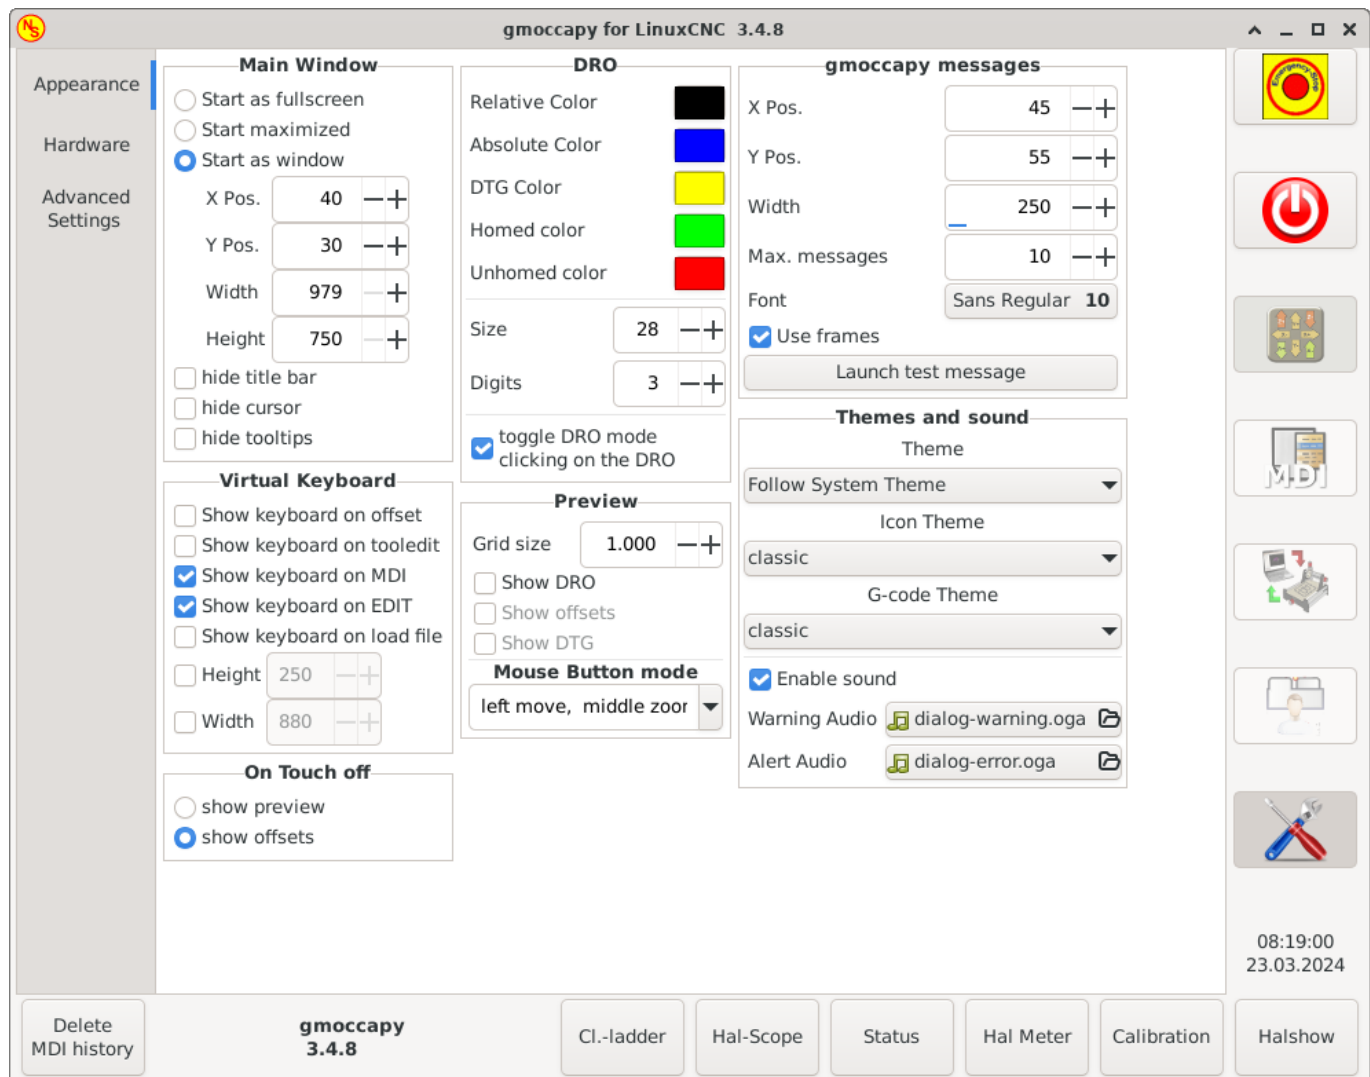 gmoccapy for LinuxCNC 3.4.8
Appearance
Hardware
Advanced
Settings
Main Window
Start as fullscreen
Start maximized
Start as window
X Pos. 40
Y Pos. 30
Width 979
Height 750
hide title bar
hide cursor
hide tooltips
Virtual Keyboard
Show keyboard on offset
Show keyboard on tooledit
Show keyboard on MDI
Show keyboard on EDIT
Show keyboard on load file
Height 250
Width 880
On Touch off
show preview
show offsets
DRO
Relative Color
Absolute Color
DTG Color
Homed color
Unhomed color
Size 28
Digits 3
toggle DRO mode
clicking on the DRO
Preview
Grid size 1.000
Show DRO
Show offsets
Show DTG
Mouse Button mode
left move, middle zoor
gmoccapy messages
X Pos. 45
Y Pos. 55
Width 250
Max. messages 10
Font Sans Regular 10
Use frames
Launch test message
Themes and sound
Theme
Follow System Theme
Icon Theme
classic
G-code Theme
classic
Enable sound
Warning Audio dialog-warning.oga
Alert Audio dialog-error.oga
Emergency-Stop
MDI
08:19:00
23.03.2024
Delete
MDI history
gmoccapy
3.4.8
Cl.-ladder
Hal-Scope
Status
Hal Meter
Calibration
Halshow
NS